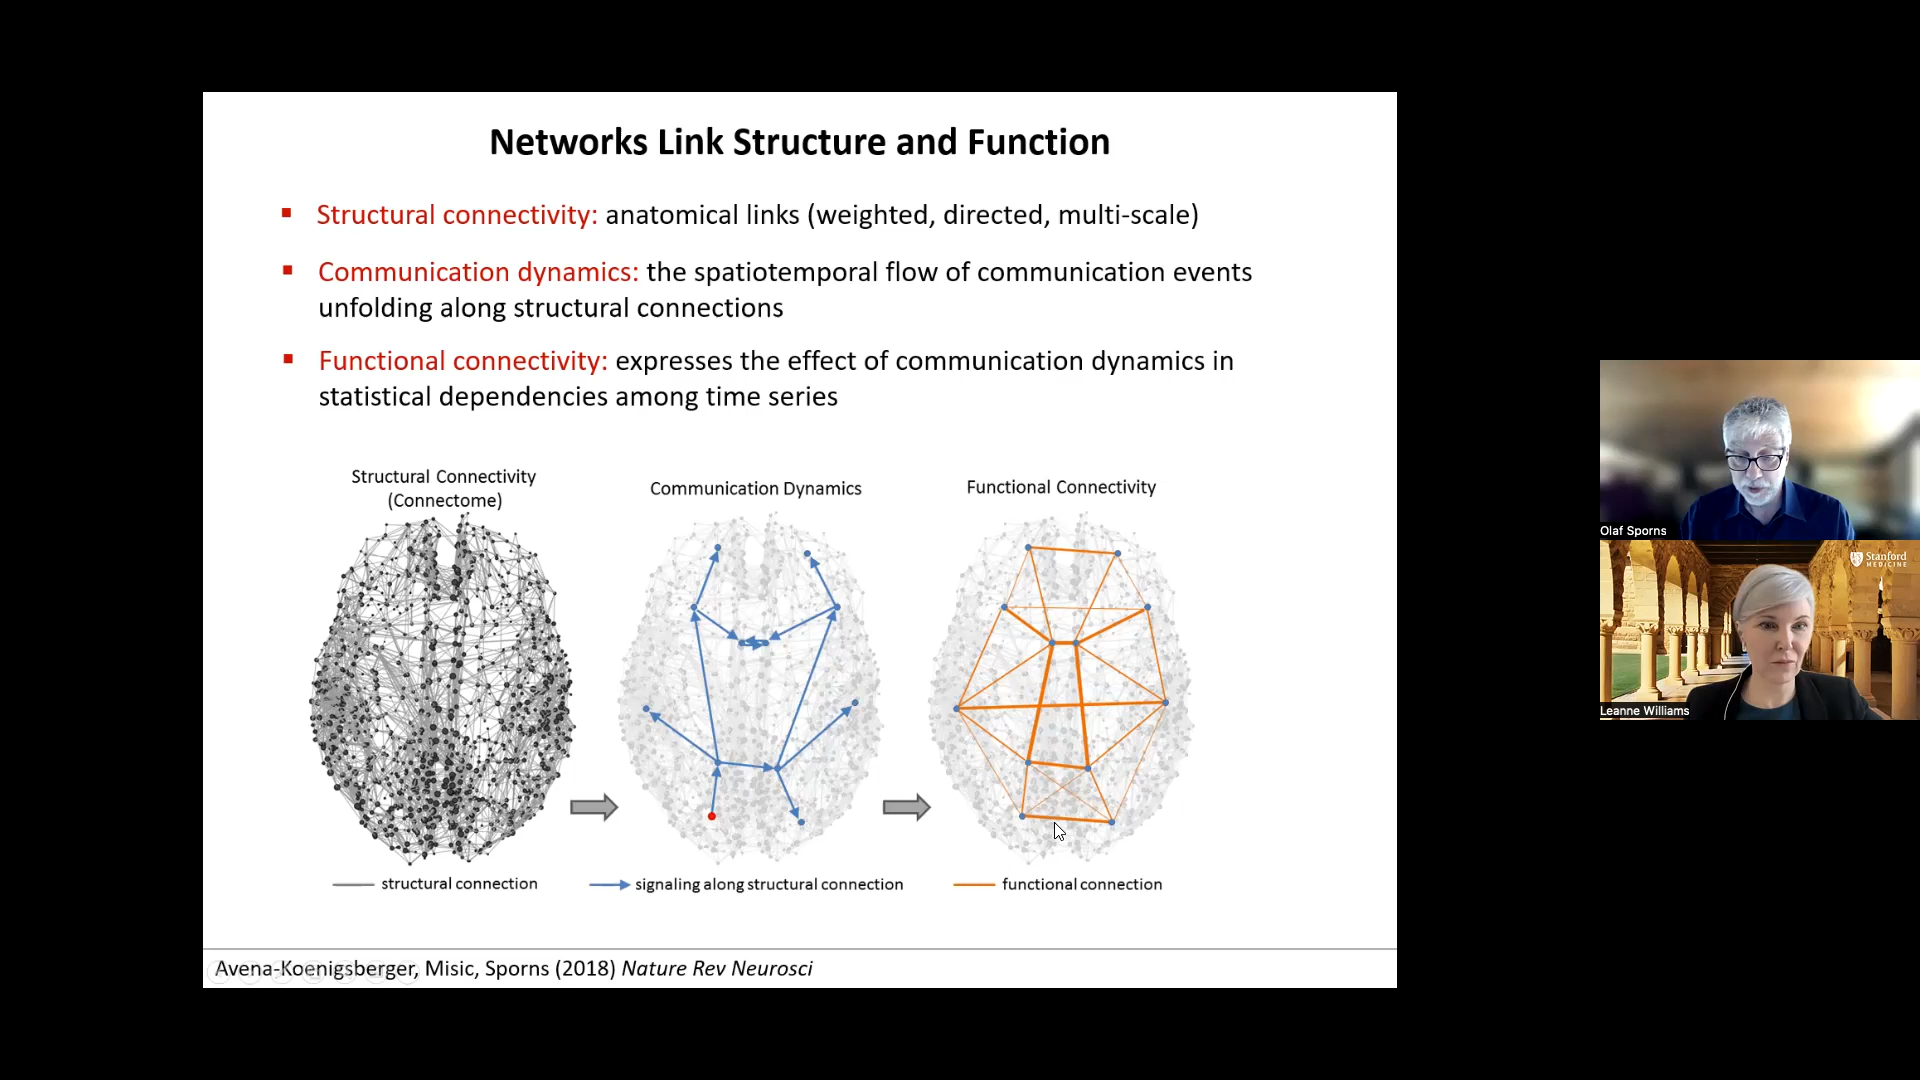 Networks Link Structure and Function
Structural connectivity: anatomical links (weighted, directed, multi-scale)
Communication dynamics: the spatiotemporal flow of communication events
unfolding along structural connections
Functional connectivity: expresses the effect of communication dynamics in
statistical dependencies among time series
Structural Connectivity
(Connectome)
Communication Dynamics
Functional Connectivity
structural connection
signaling along structural connection
functional connection
Avena-Koenigsberger, Misic, Sporns (2018) Nature Rev Neurosci
Olaf Sporns
Stanford
MEDICINE
Leanne Williams